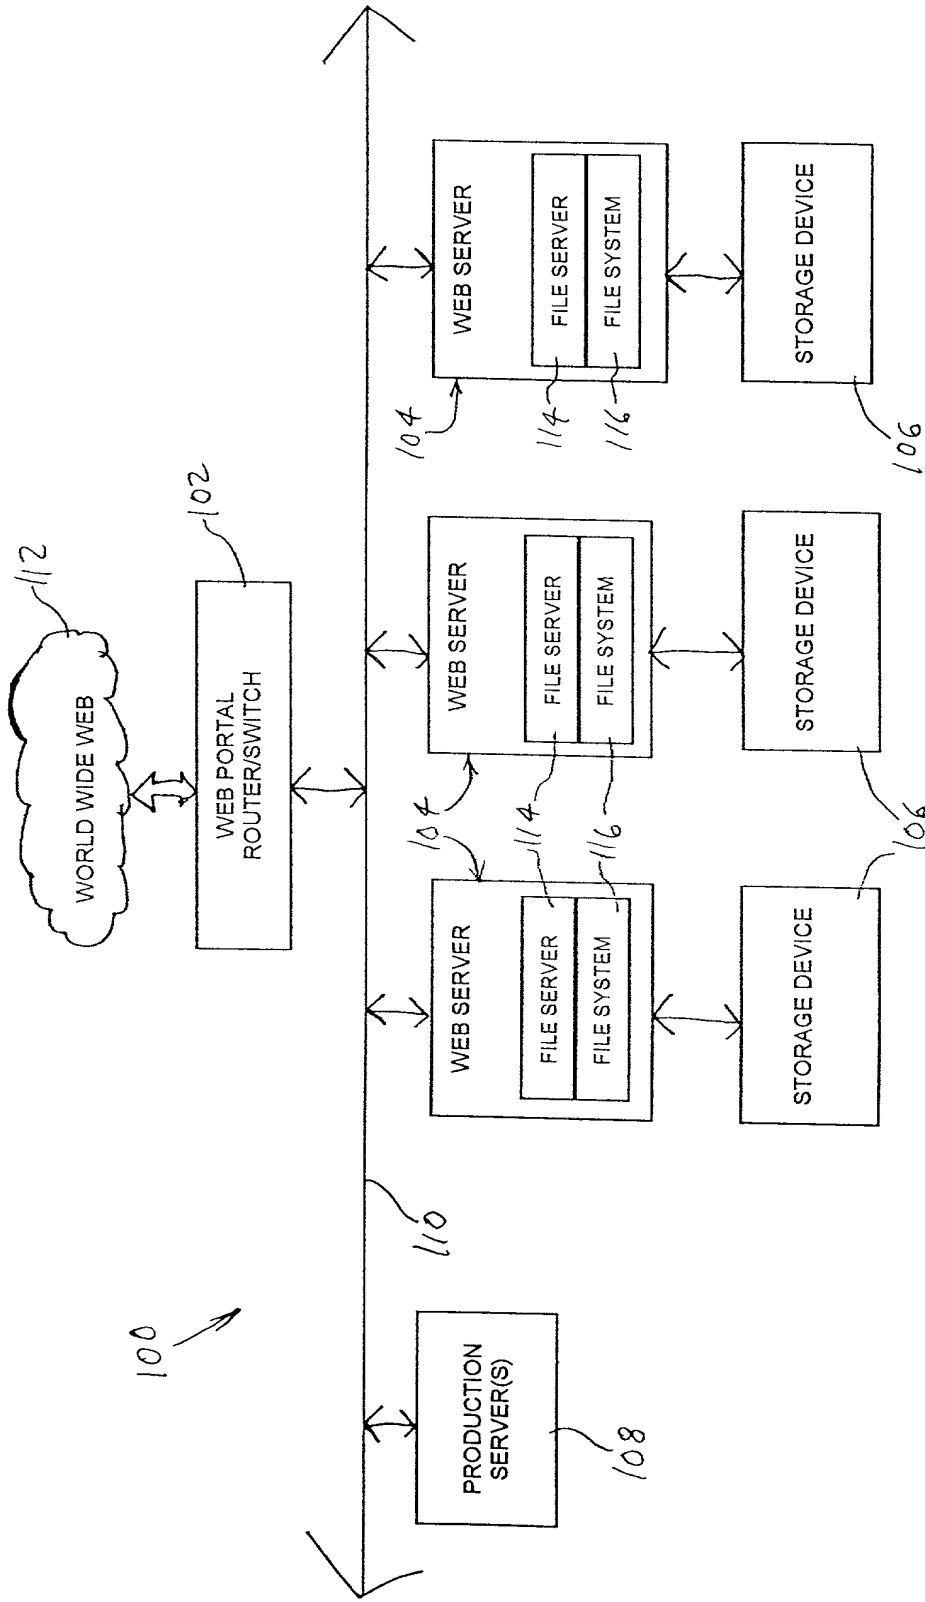 112
WORLD WIDE WEB
102
WEB PORTAL
ROUTER/SWITCH
100
110
PRODUCTION
SERVER(S)
108
104
WEB SERVER
FILE SERVER
FILE SYSTEM
114
116
WEB SERVER
FILE SERVER
FILE SYSTEM
114
116
104
WEB SERVER
FILE SERVER
FILE SYSTEM
114
116
STORAGE DEVICE
STORAGE DEVICE
106
STORAGE DEVICE
106